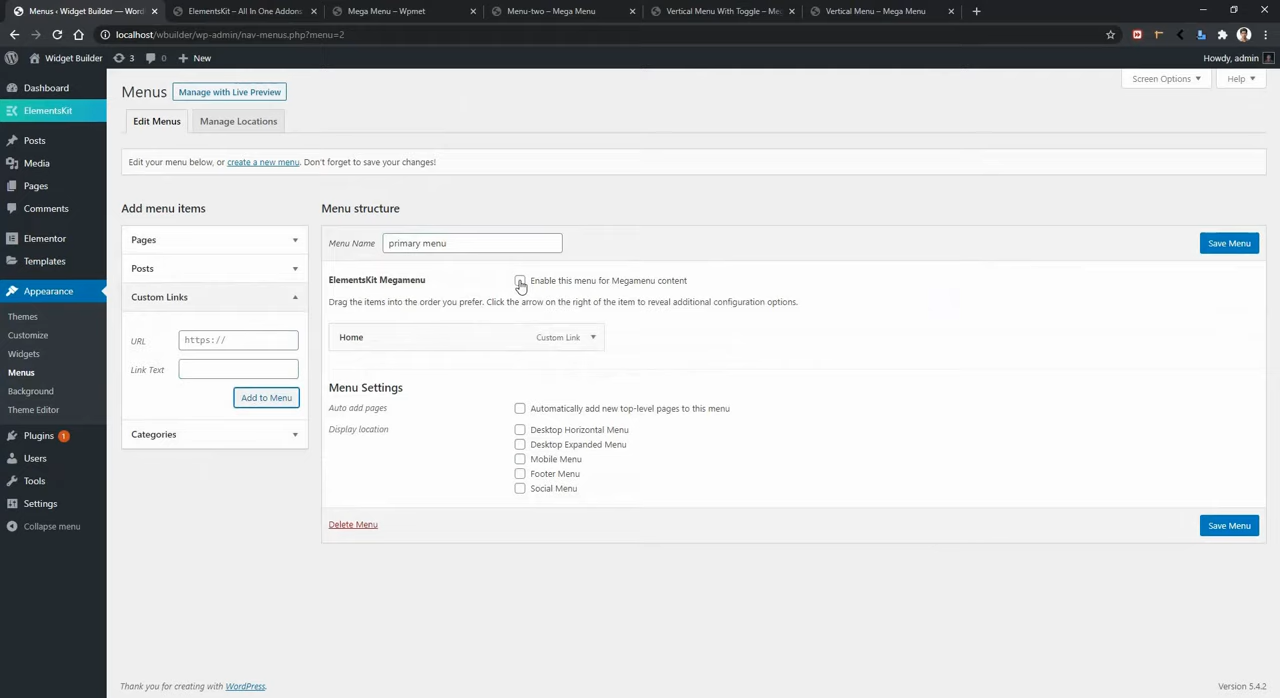 Menus ‹ Widget Builder — Word
ElementsKit – All In One Addons
Mega Menu – Wpmet
Menu-two – Mega Menu
Vertical Menu With Toggle – Me
Vertical Menu – Mega Menu
localhost/wbuilder/wp-admin/nav-menus.php?menu=2
Widget Builder
3
0
New
Howdy, admin
Dashboard
ElementsKit
Posts
Media
Pages
Comments
Elementor
Templates
Appearance
Themes
Customize
Widgets
Menus
Background
Theme Editor
Plugins 1
Users
Tools
Settings
Collapse menu
Screen Options
Help
Menus
Manage with Live Preview
Edit Menus
Manage Locations
Edit your menu below, or create a new menu. Don't forget to save your changes!
Add menu items
Pages
Posts
Custom Links
URL
https://
Link Text
Add to Menu
Categories
Menu structure
Menu Name
primary menu
Save Menu
ElementsKit Megamenu
Enable this menu for Megamenu content
Drag the items into the order you prefer. Click the arrow on the right of the item to reveal additional configuration options.
Home
Custom Link
Menu Settings
Auto add pages
Automatically add new top-level pages to this menu
Display location
Desktop Horizontal Menu
Desktop Expanded Menu
Mobile Menu
Footer Menu
Social Menu
Delete Menu
Save Menu
Thank you for creating with WordPress.
Version 5.4.2